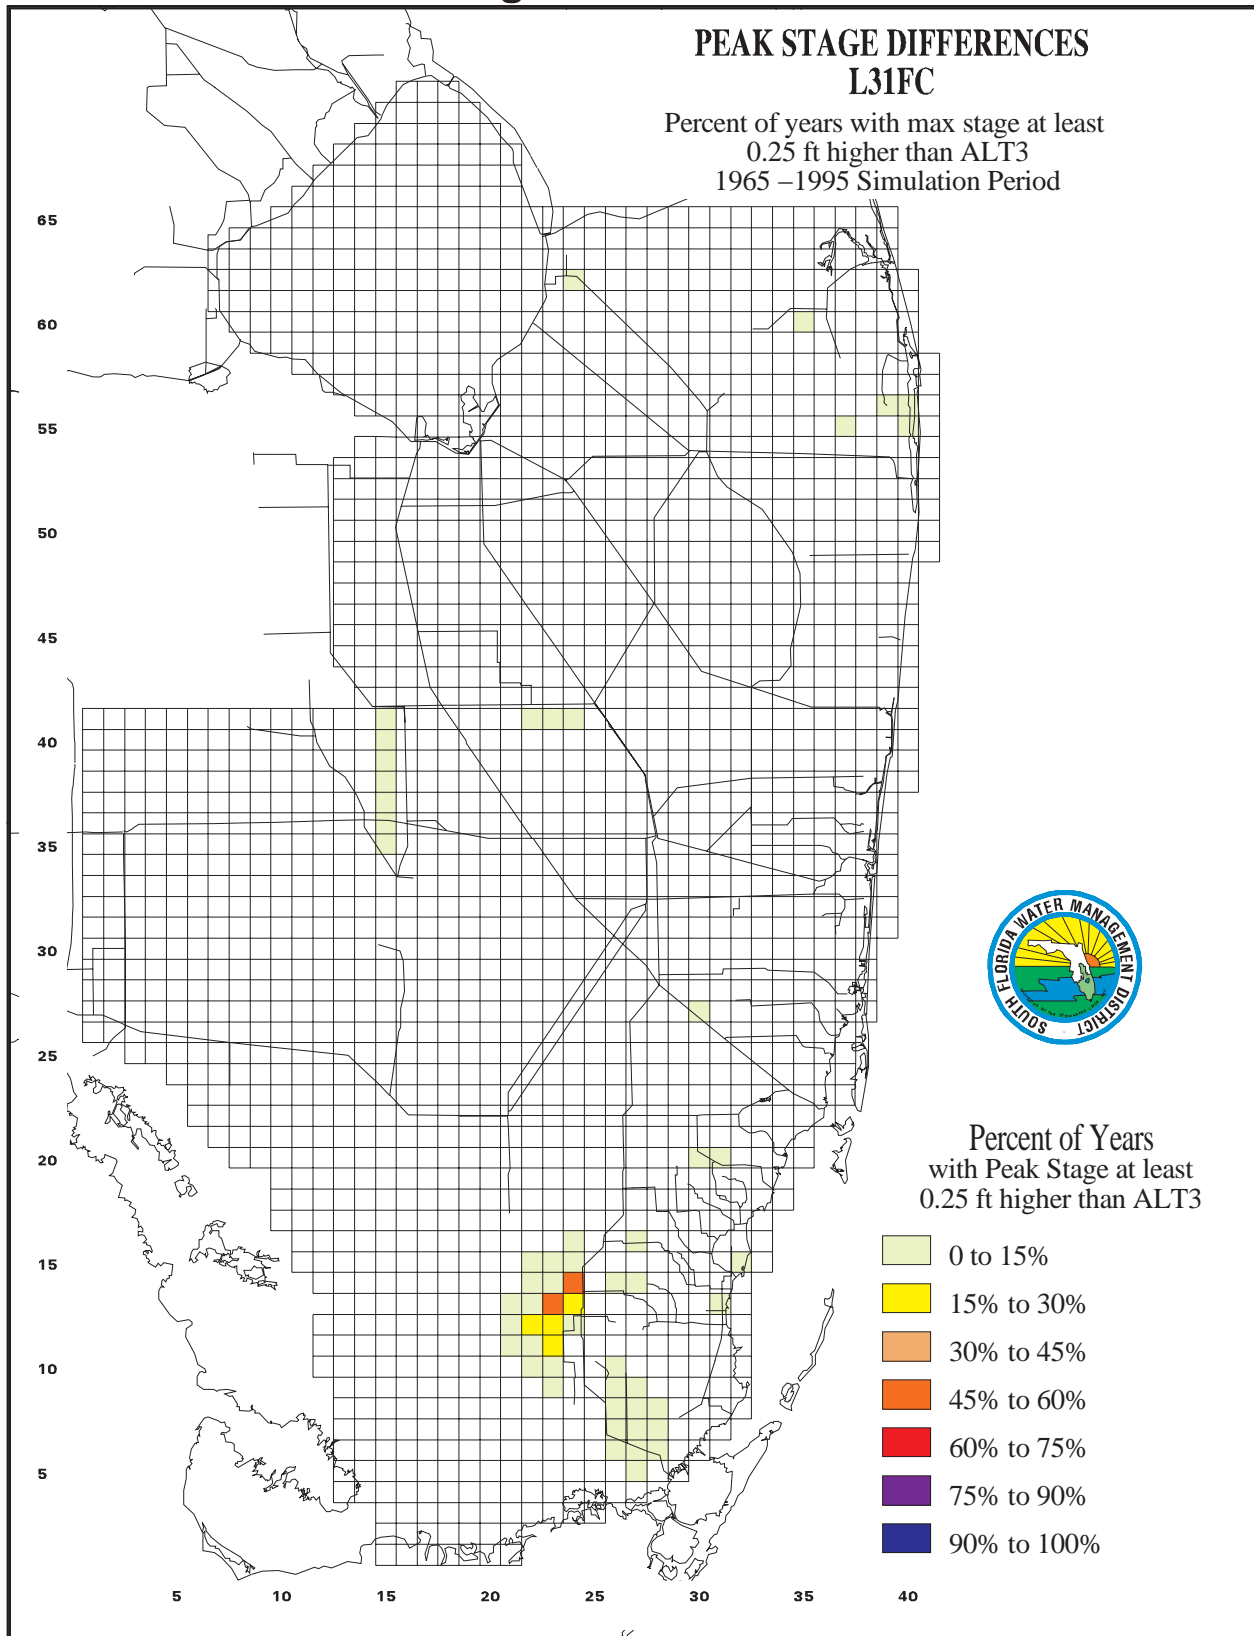 PEAK STAGE DIFFERENCES
L31FC
Percent of years with max stage at least
0.25 ft higher than ALT3
1965 –1995 Simulation Period
65
60
55
50
45
40
35
30
25
20
15
10
5
SOUTH FLORIDA WATER MANAGEMENT DISTRICT
Percent of Years
with Peak Stage at least
0.25 ft higher than ALT3
0 to 15%
15% to 30%
30% to 45%
45% to 60%
60% to 75%
75% to 90%
90% to 100%
5 10 15 20 25 30 35 40